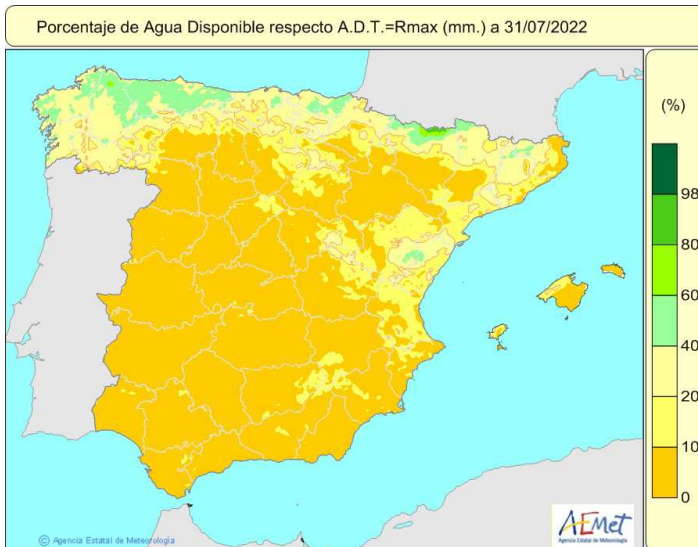 Porcentaje de Agua Disponible respecto A.D.T.=Rmax (mm.) a 31/07/2022
(%)
98
80
60
40
20
10
0
AEMet
Agencia Estatal de Meteorología
© Agencia Estatal de Meteorología